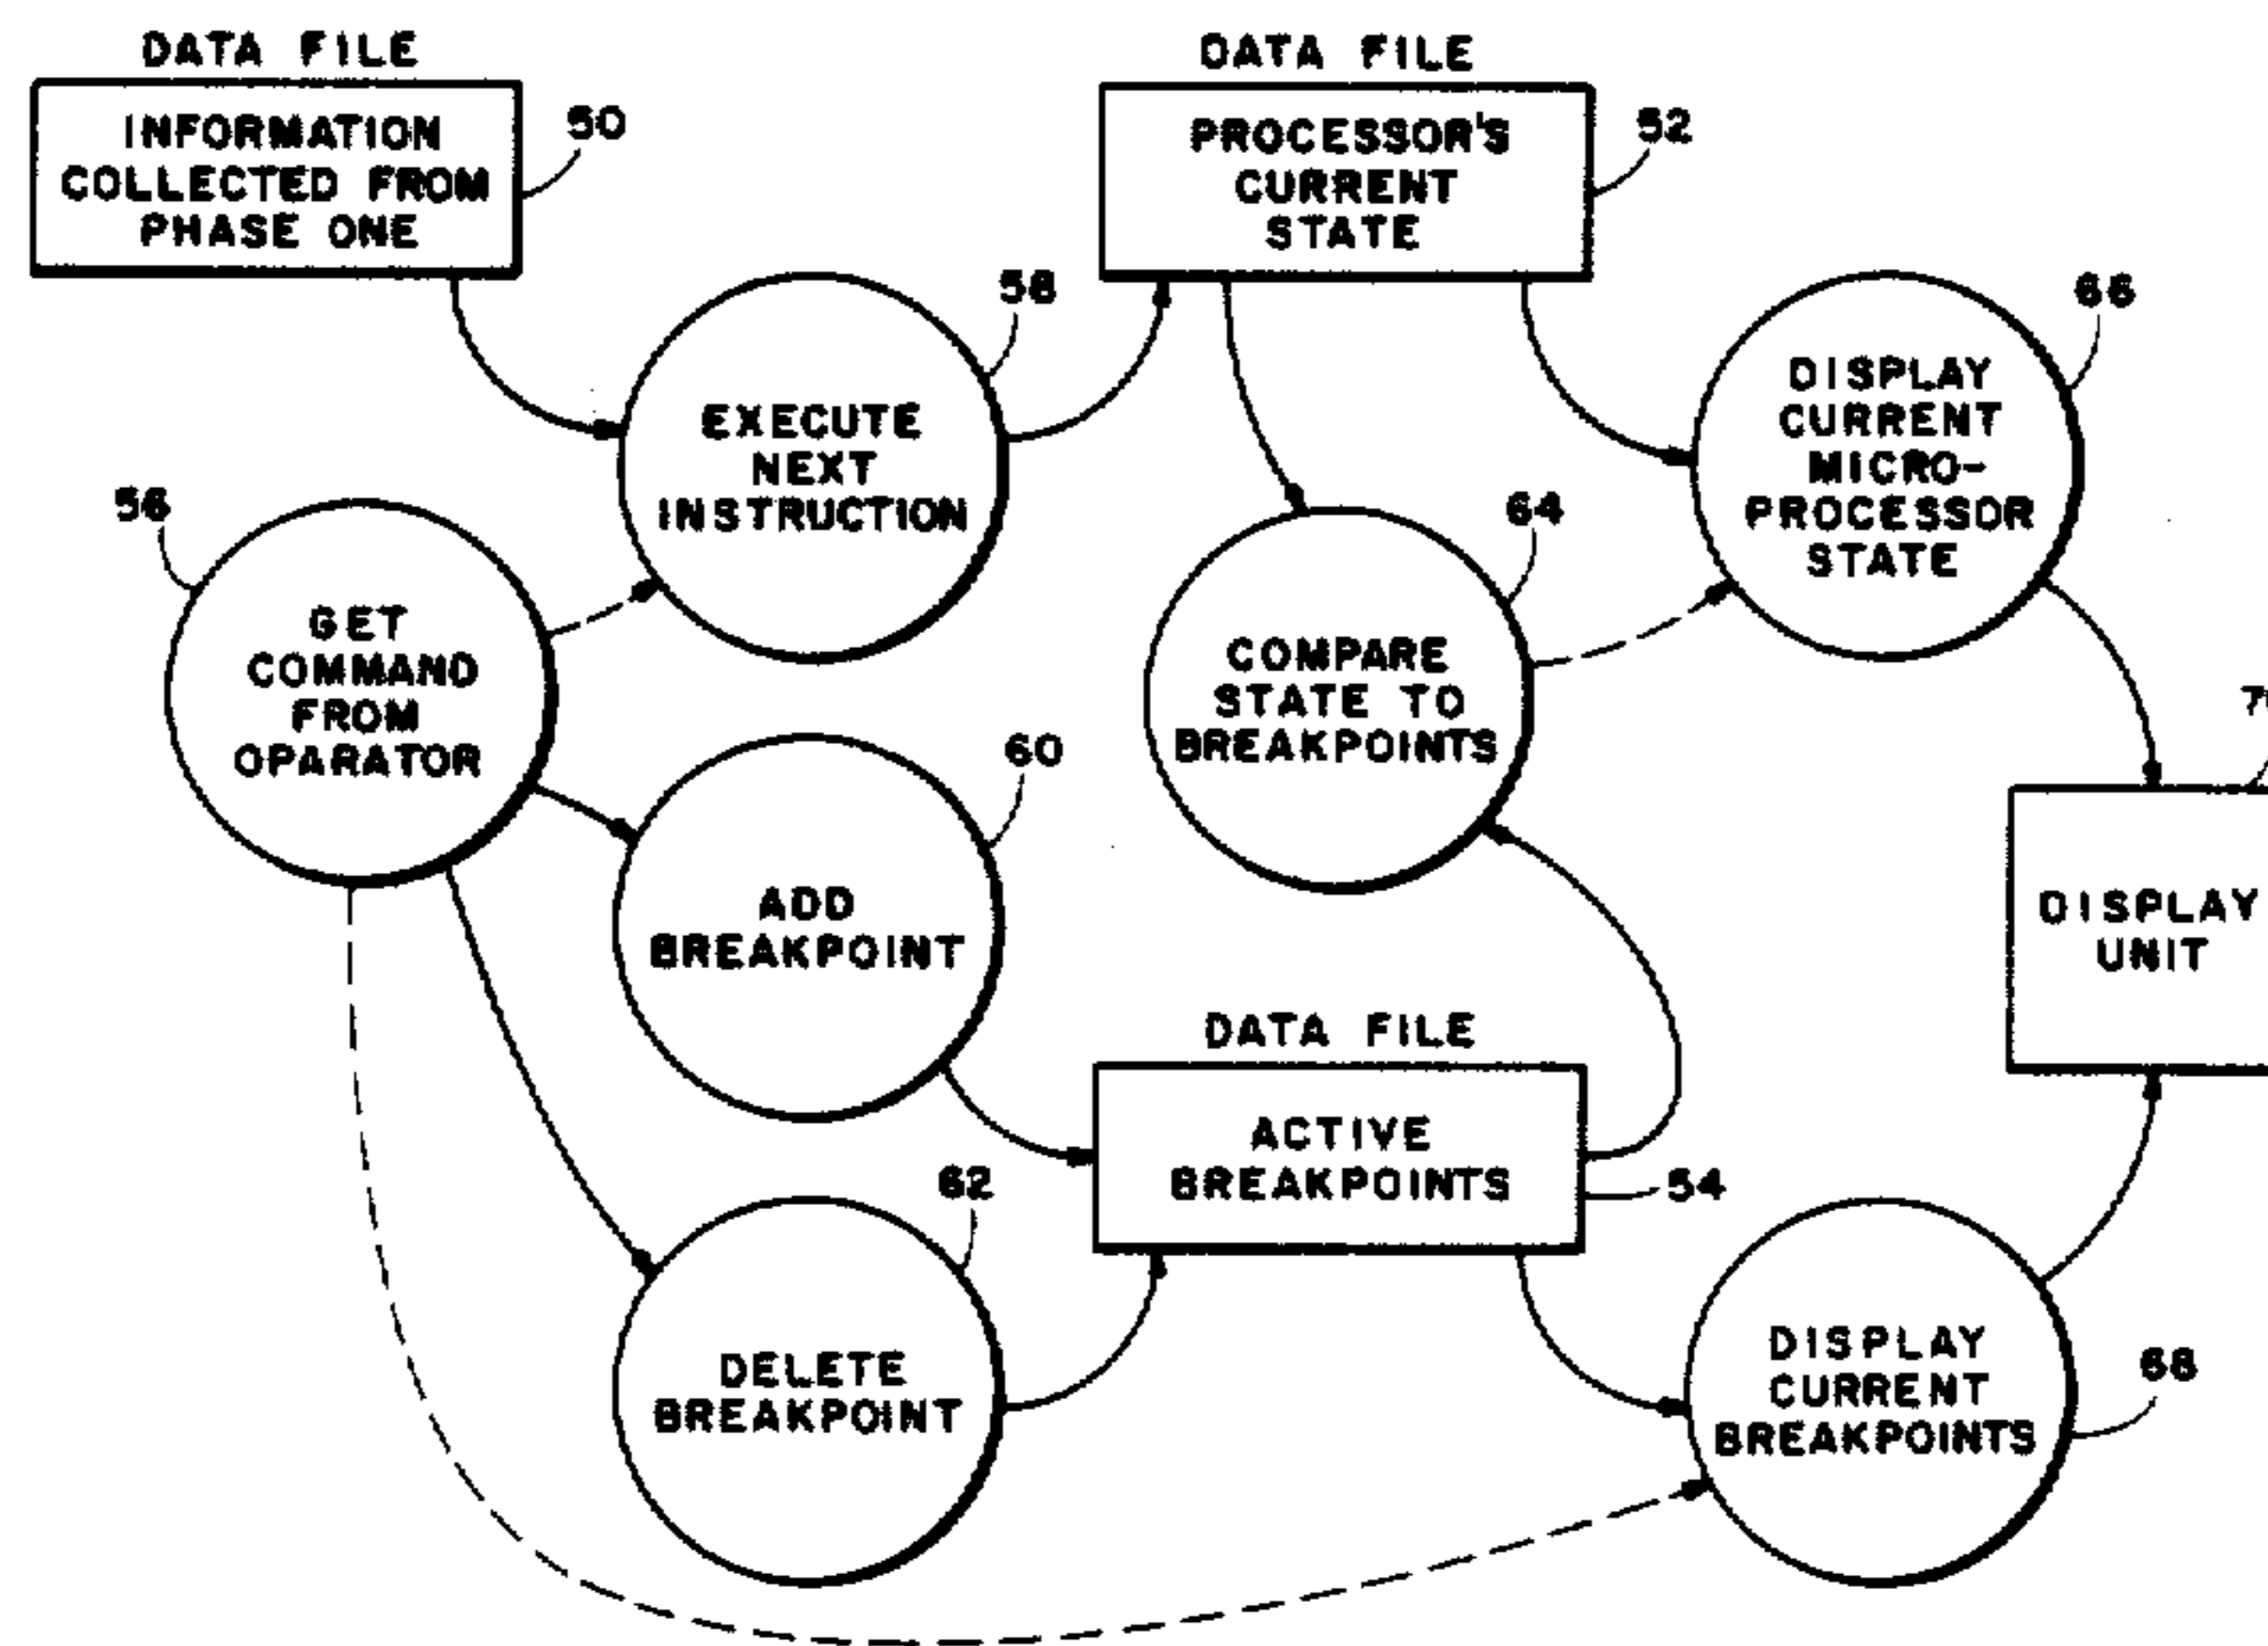 DATA FILE
INFORMATION
COLLECTED FROM
PHASE ONE
50
DATA FILE
PROCESSOR'S
CURRENT
STATE
52
58
EXECUTE
NEXT
INSTRUCTION
66
DISPLAY
CURRENT
MICRO-
PROCESSOR
STATE
56
GET
COMMAND
FROM
OPARATOR
64
COMPARE
STATE TO
BREAKPOINTS
60
ADD
BREAKPOINT
DISPLAY
UNIT
DATA FILE
ACTIVE
BREAKPOINTS
54
62
DELETE
BREAKPOINT
68
DISPLAY
CURRENT
BREAKPOINTS